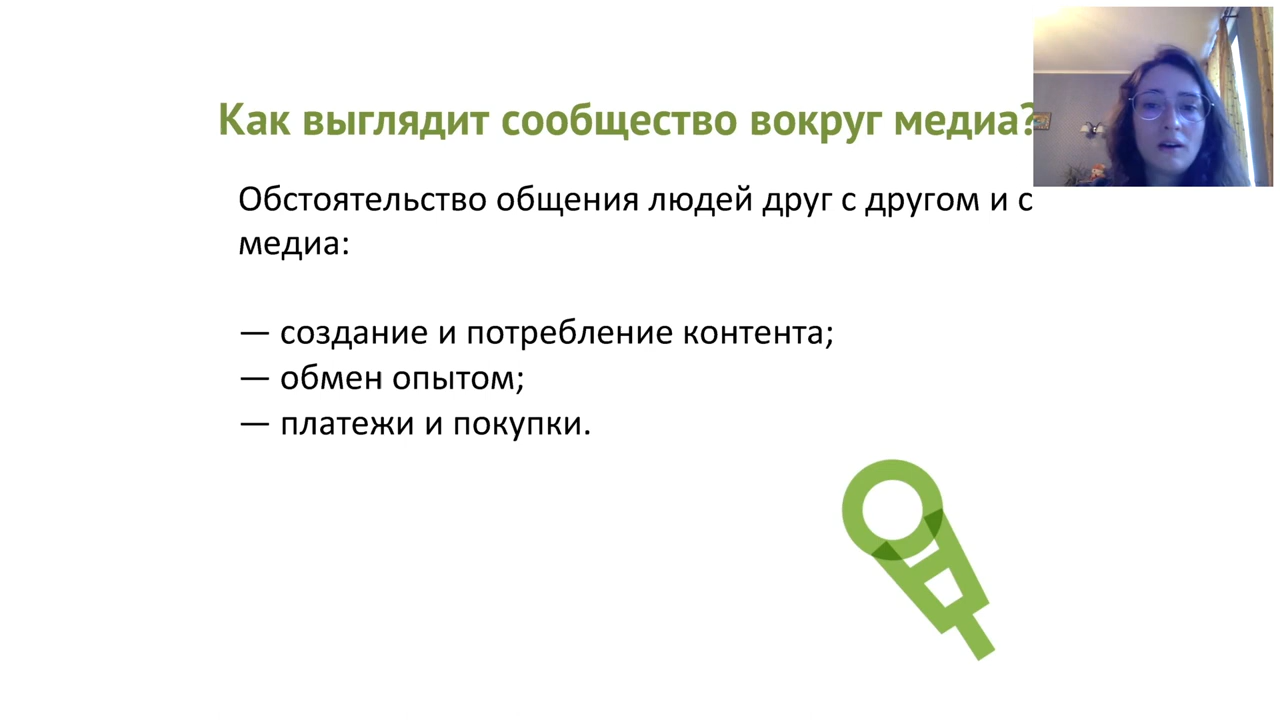 Как выглядит сообщество вокруг медиа?
Обстоятельство общения людей друг с другом и с
медиа:
— создание и потребление контента;
— обмен опытом;
— платежи и покупки.